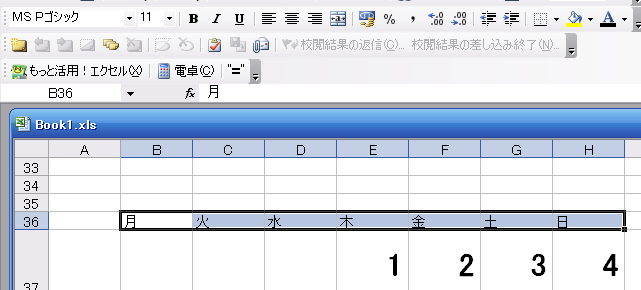 MS Pゴシック 11 B I U % , .00 .00
校閲結果の返信(C)... 校閲結果の差し込み終了(N)...
もっと活用！エクセル(X) 電卓(C) "="
B36 fx 月
Book1.xls
A B C D E F G H
33
34
35
36 月 火 水 木 金 土 日
1 2 3 4
37